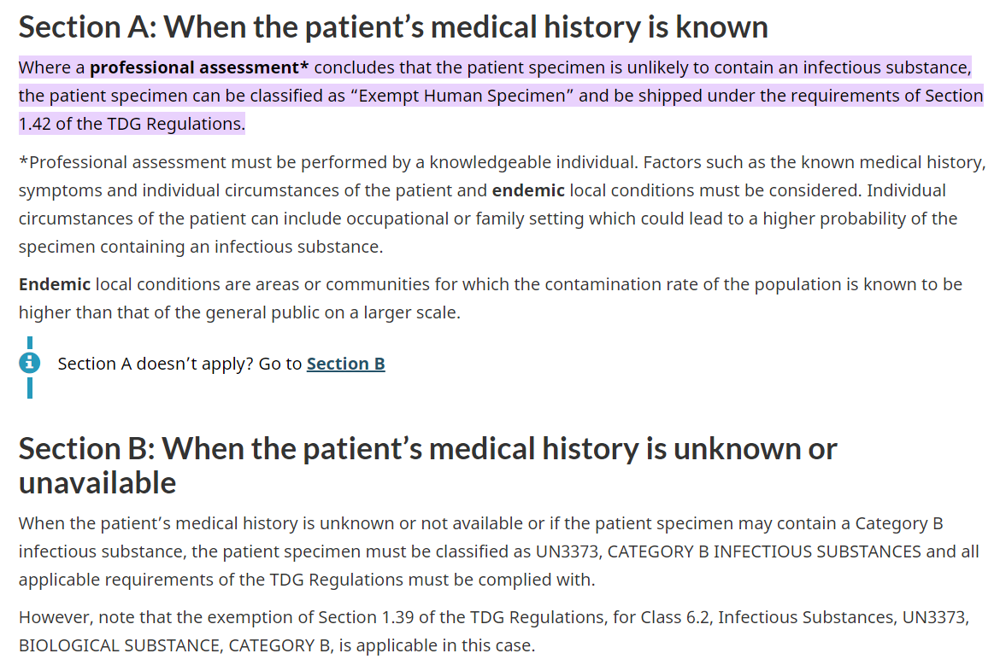 Section A: When the patient’s medical history is known
Where a professional assessment* concludes that the patient specimen is unlikely to contain an infectious substance,
the patient specimen can be classified as “Exempt Human Specimen” and be shipped under the requirements of Section
1.42 of the TDG Regulations.
*Professional assessment must be performed by a knowledgeable individual. Factors such as the known medical history,
symptoms and individual circumstances of the patient and endemic local conditions must be considered. Individual
circumstances of the patient can include occupational or family setting which could lead to a higher probability of the
specimen containing an infectious substance.
Endemic local conditions are areas or communities for which the contamination rate of the population is known to be
higher than that of the general public on a larger scale.
Section A doesn’t apply? Go to Section B
Section B: When the patient’s medical history is unknown or
unavailable
When the patient’s medical history is unknown or not available or if the patient specimen may contain a Category B
infectious substance, the patient specimen must be classified as UN3373, CATEGORY B INFECTIOUS SUBSTANCES and all
applicable requirements of the TDG Regulations must be complied with.
However, note that the exemption of Section 1.39 of the TDG Regulations, for Class 6.2, Infectious Substances, UN3373,
BIOLOGICAL SUBSTANCE, CATEGORY B, is applicable in this case.